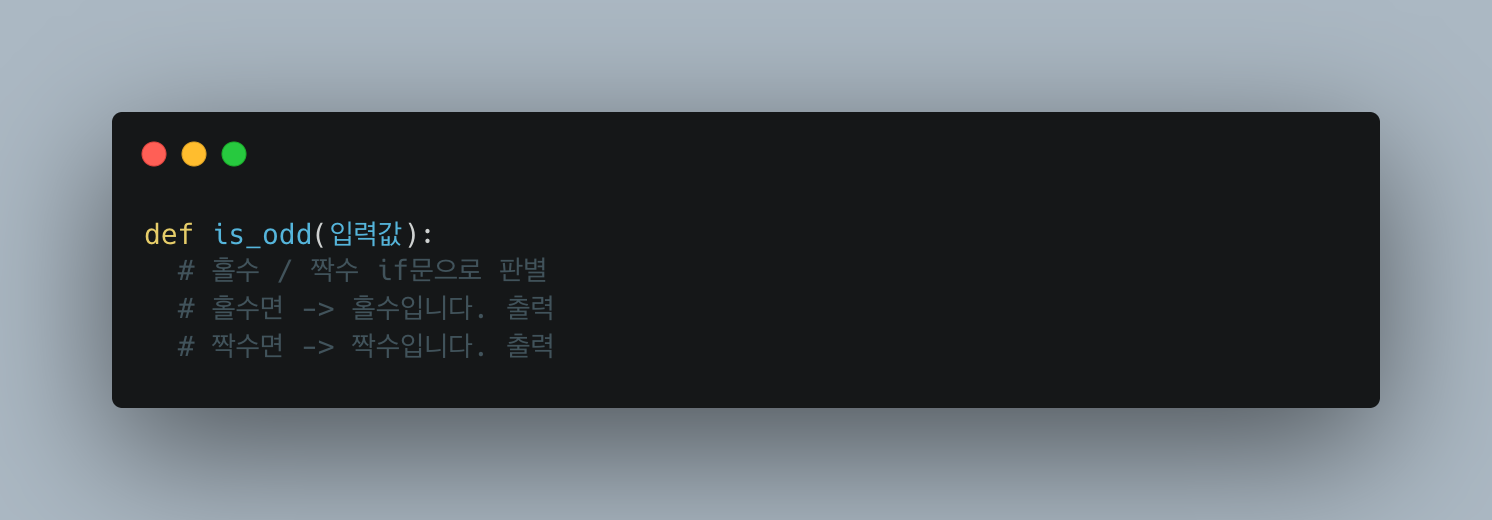 def is_odd(입력값):
  # 홀수 / 짝수 if문으로 판별
  # 홀수면 -> 홀수입니다. 출력
  # 짝수면 -> 짝수입니다. 출력